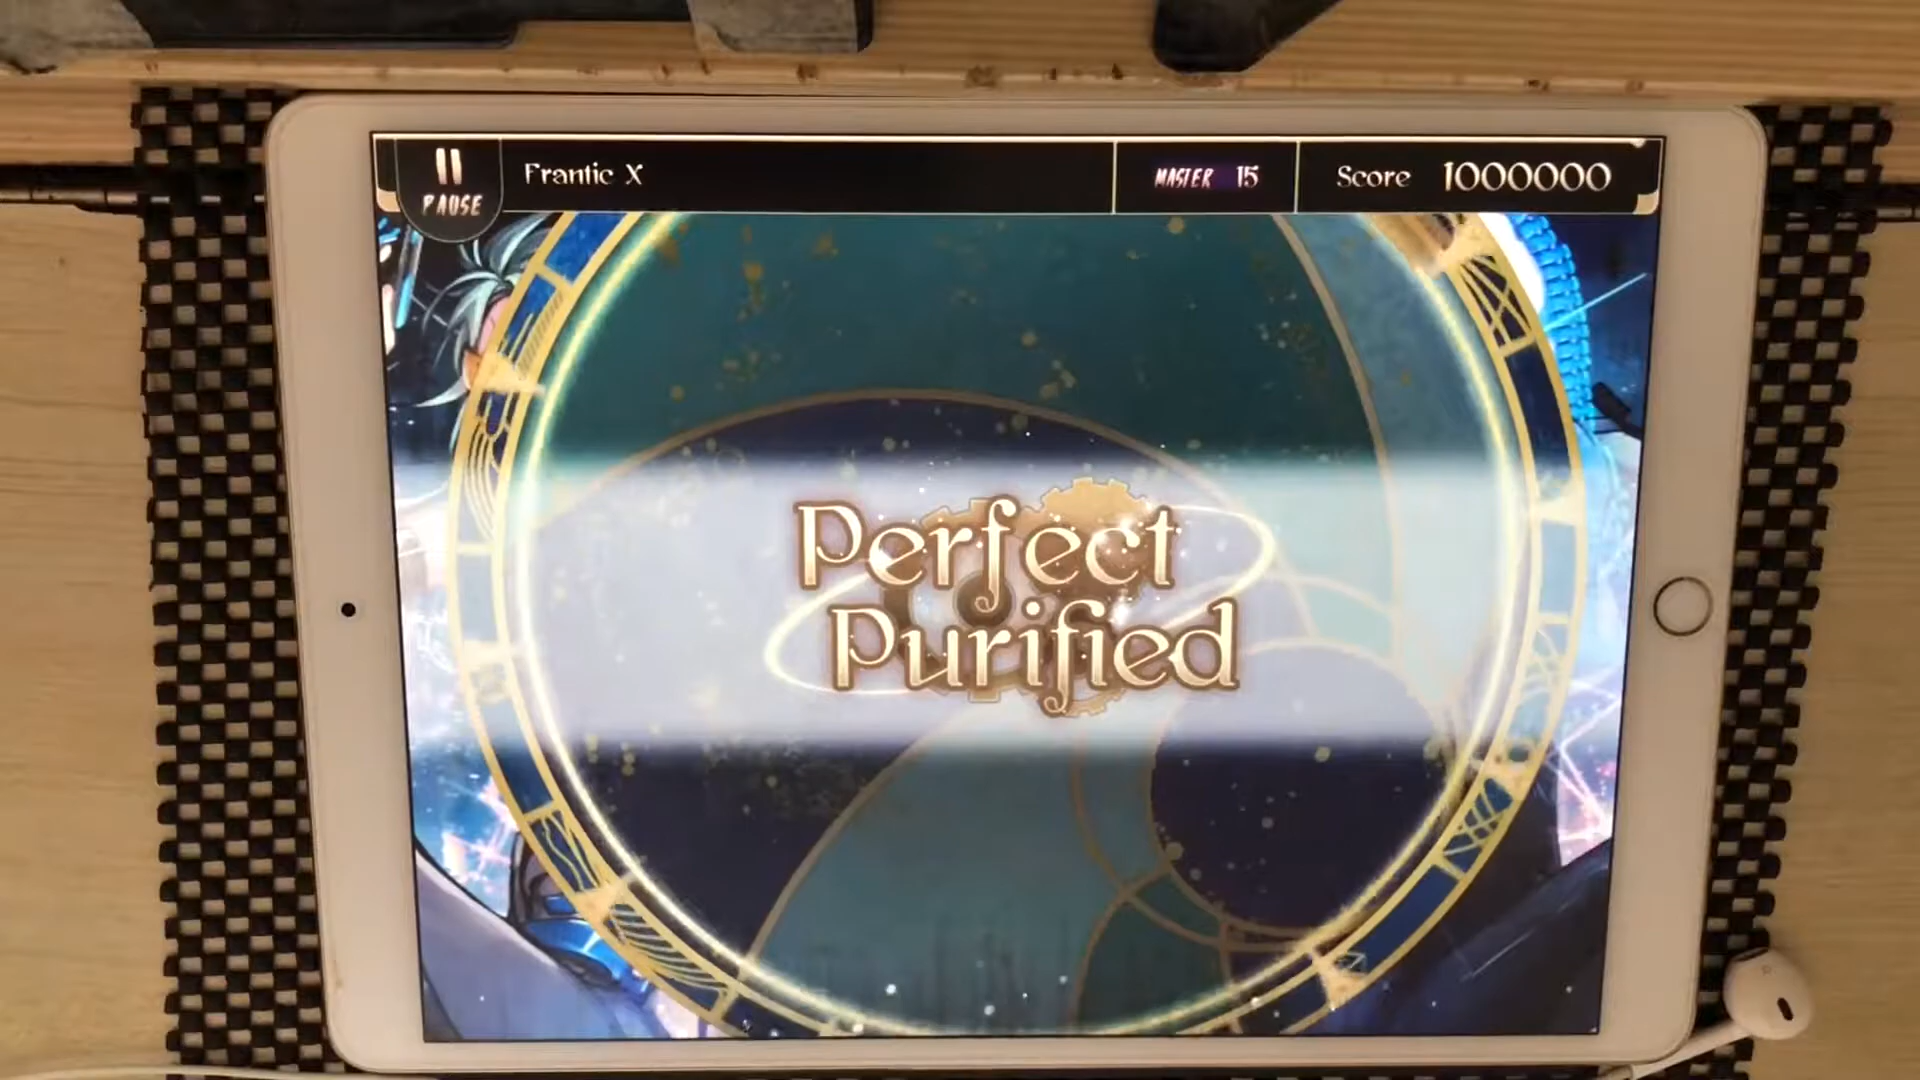 PAUSE
Frantic X
MASTER 15
Score 1000000
Perfect
Purified